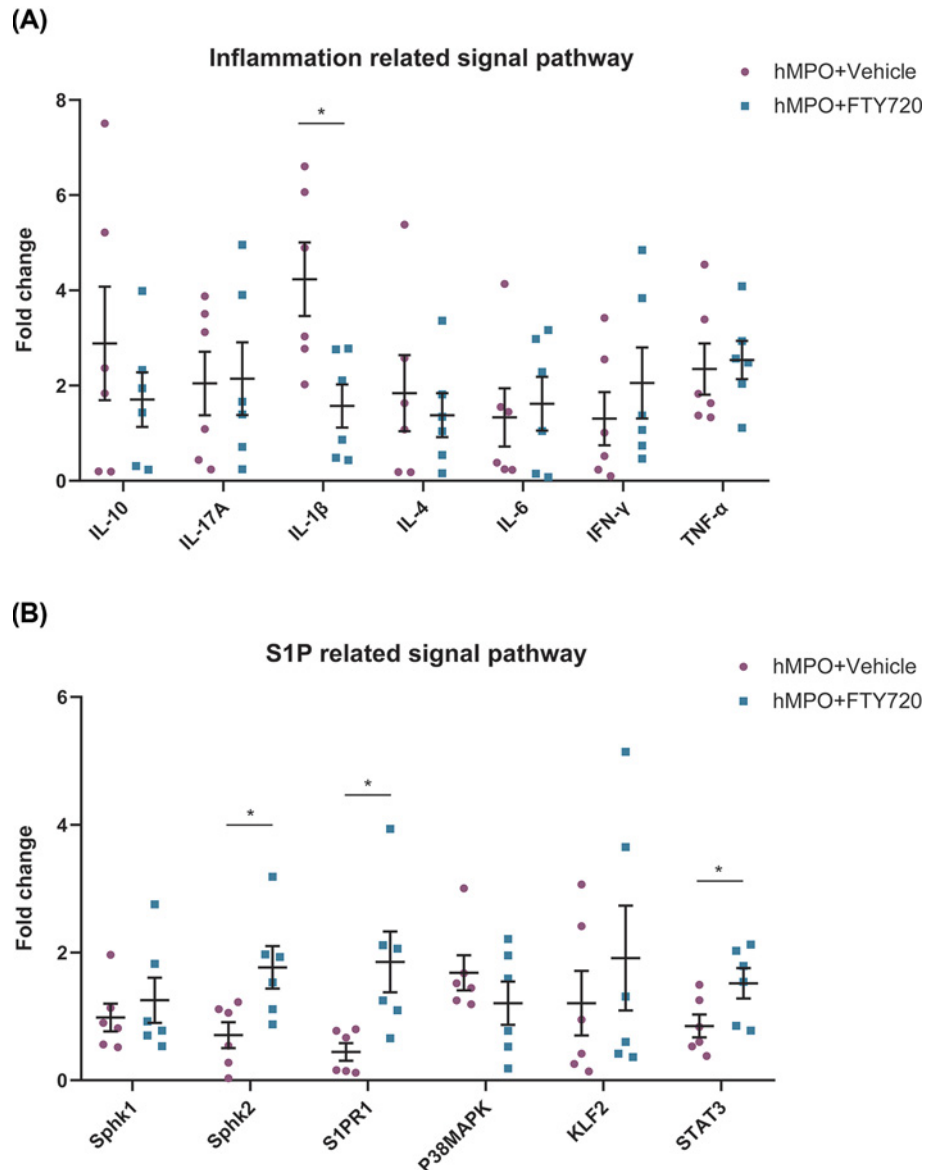 (A)
Inflammation related signal pathway
hMPO+Vehicle
hMPO+FTY720
*
Fold change
8
6
4
2
0
IL-10
IL-17A
IL-1β
IL-4
IL-6
IFN-γ
TNF-α
(B)
S1P related signal pathway
hMPO+Vehicle
hMPO+FTY720
*
*
*
Fold change
6
4
2
0
Sphk1
Sphk2
S1PR1
P38MAPK
KLF2
STAT3